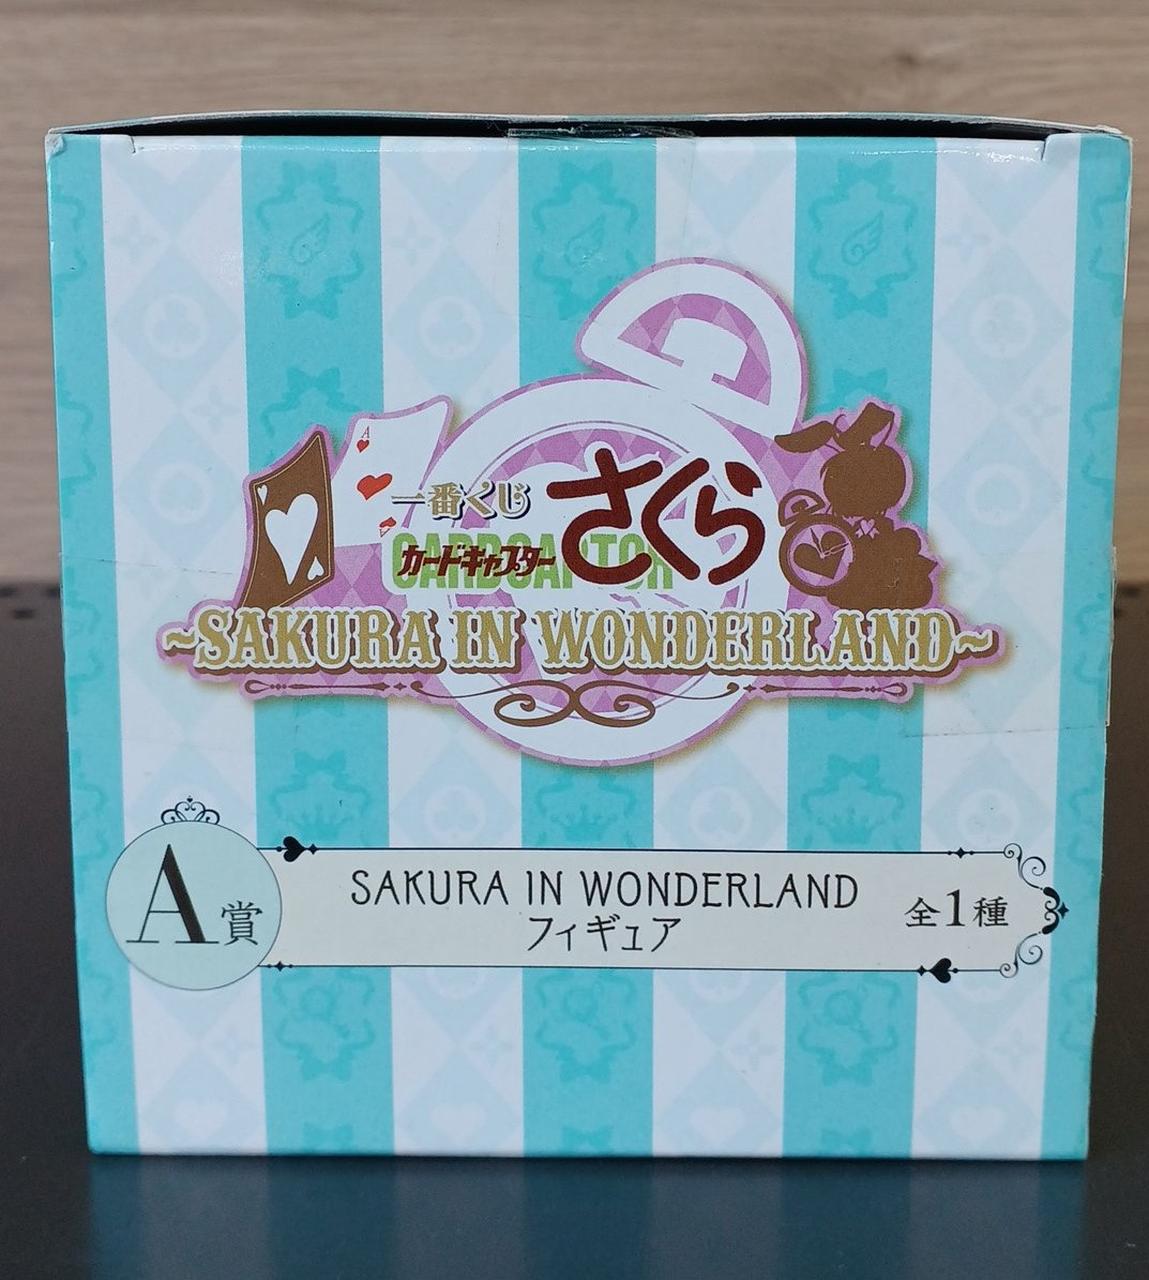 A
一番くじ
さくら
CARDCAPTOR
カードキャプター
~SAKURA IN WONDERLAND~
A賞
SAKURA IN WONDERLAND
フィギュア
全1種